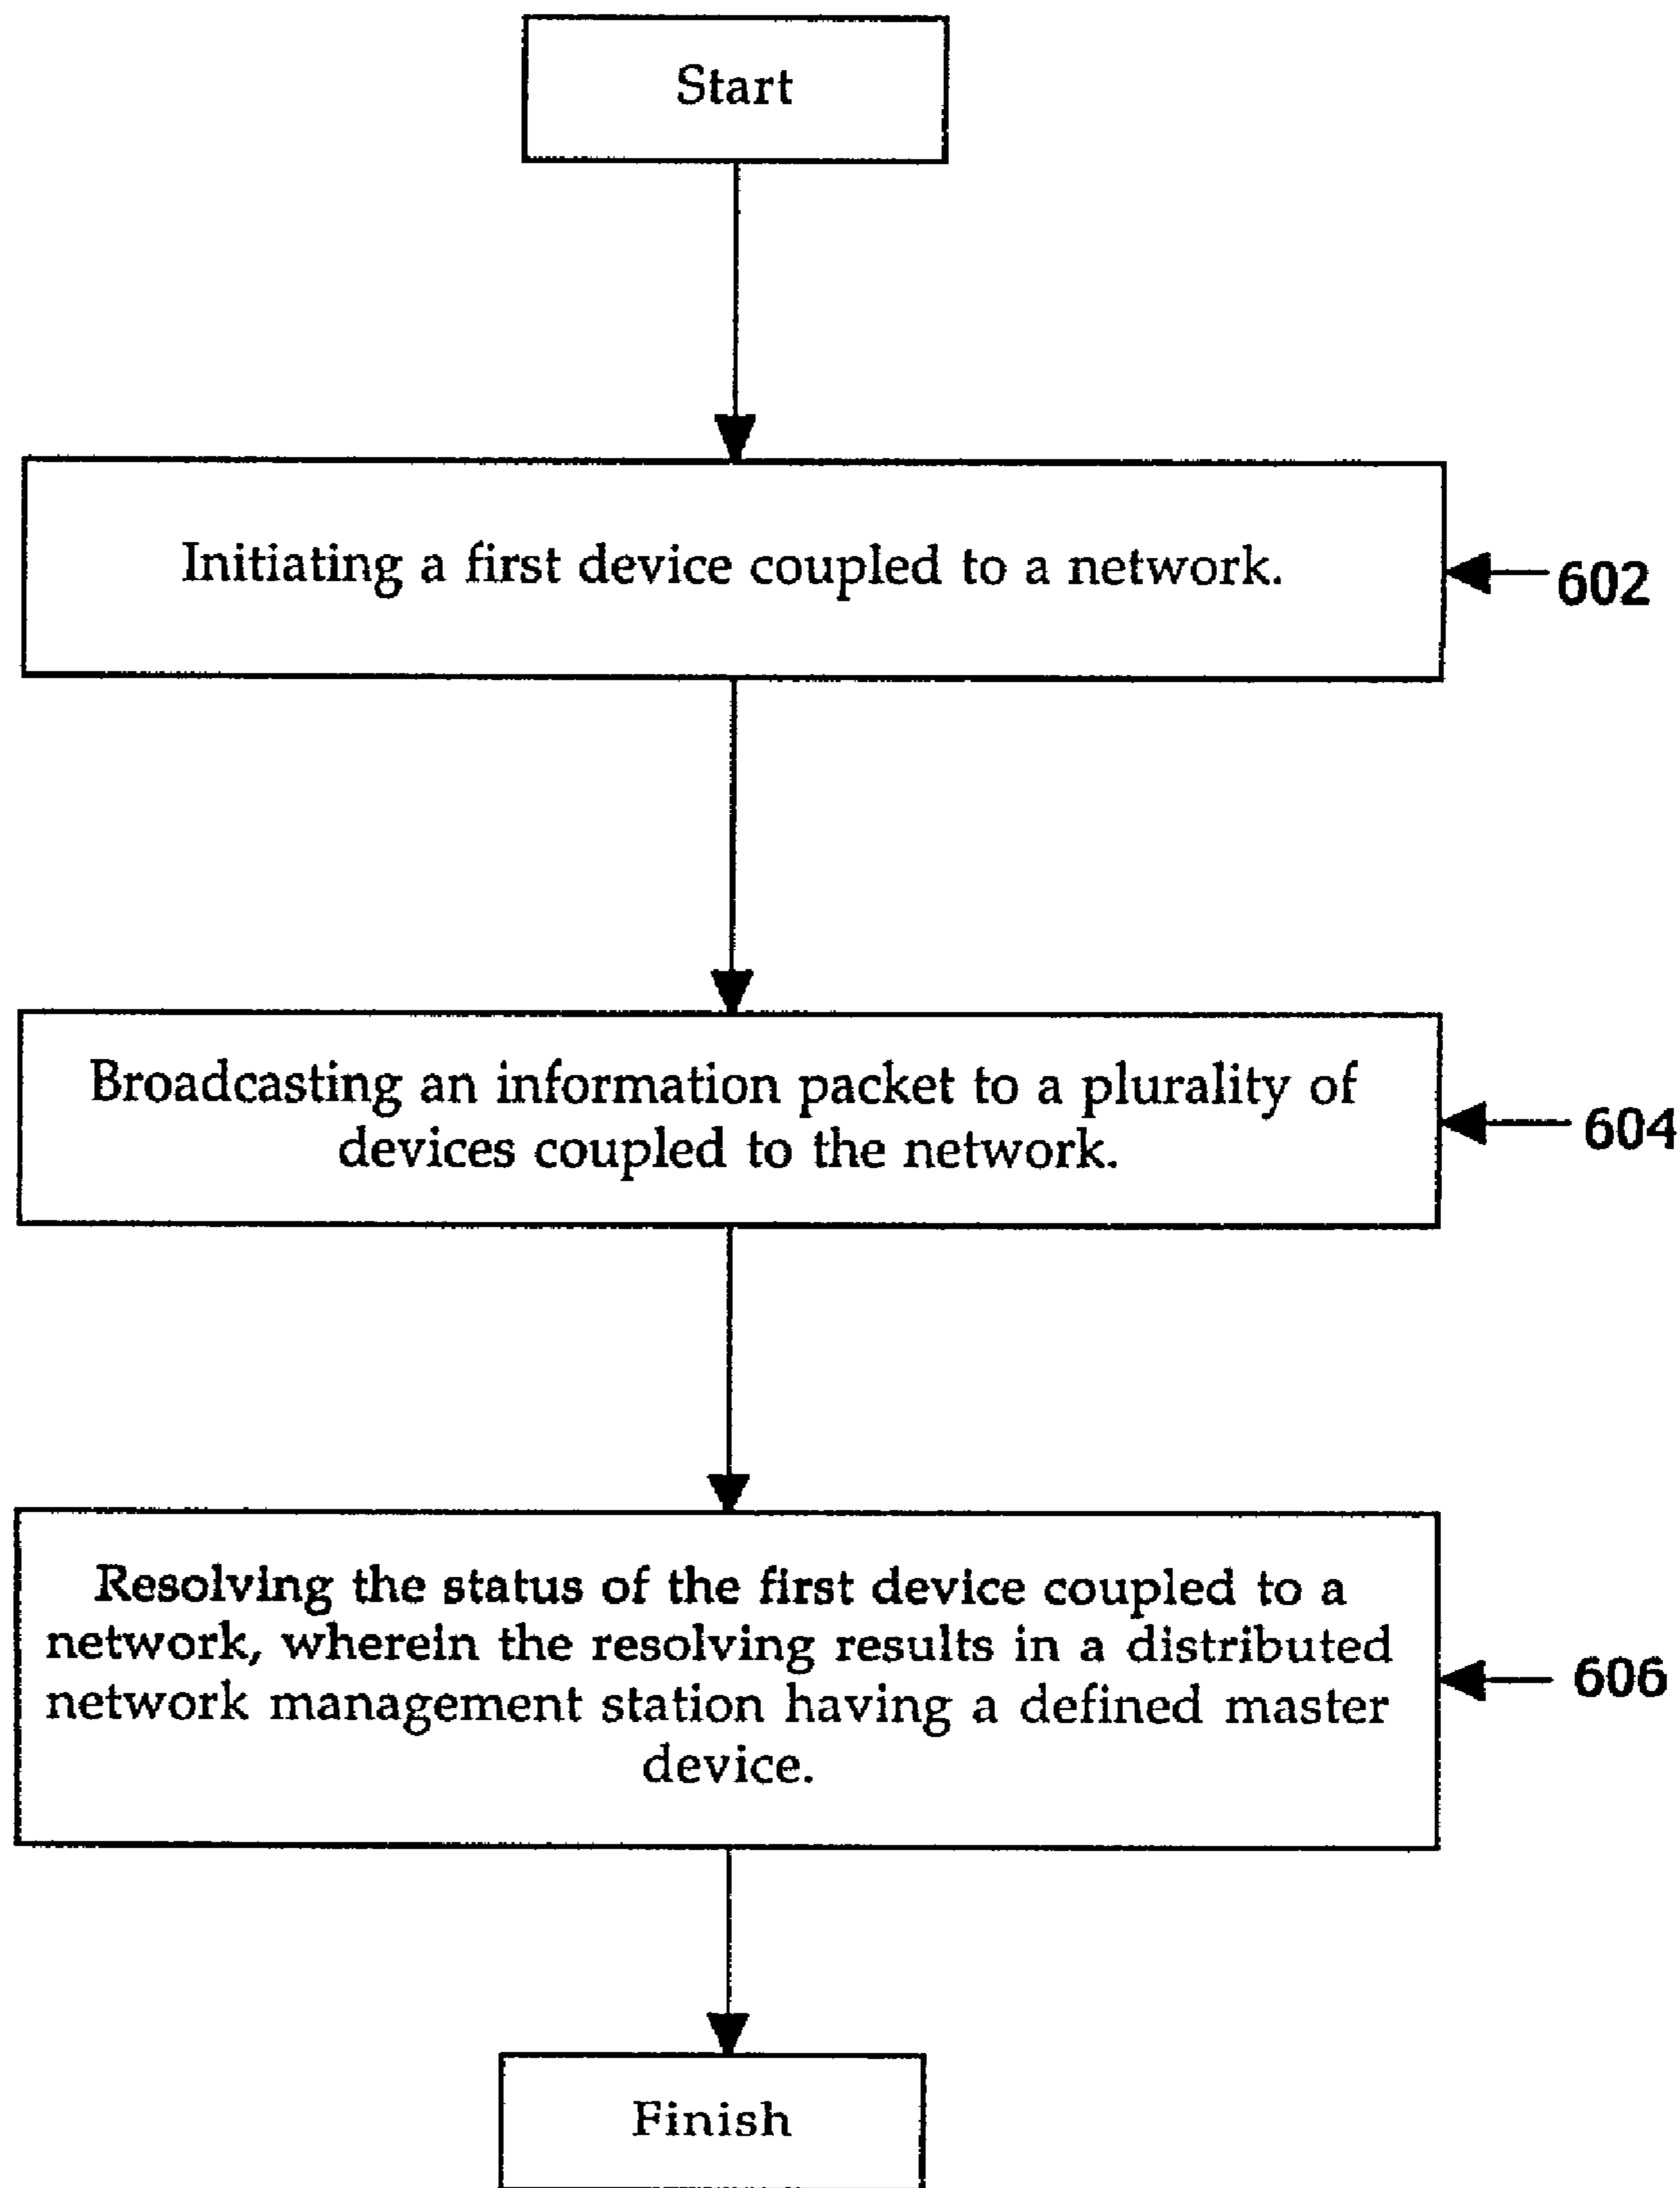 Start
Initiating a first device coupled to a network.
602
Broadcasting an information packet to a plurality of
devices coupled to the network.
604
Resolving the status of the first device coupled to a
network, wherein the resolving results in a distributed
network management station having a defined master
device.
606
Finish